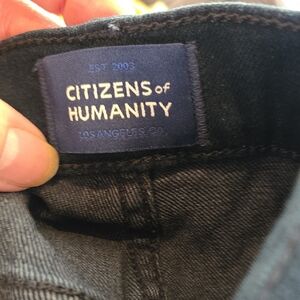 EST 2003
CITIZENS of
HUMANITY
LOS ANGELES, CA.